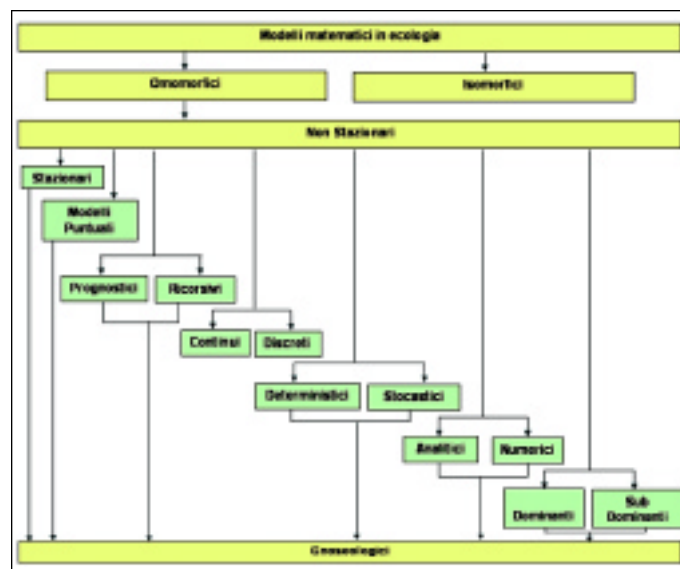 Modelli matematici in ecologia
Omomorfici
Isomorfici
Non Stazionari
Stazionari
Modelli
Puntuali
Prognostici
Ricorsivi
Continui
Discreti
Deterministici
Stocastici
Analitici
Numerici
Dominanti
Sub
Dominanti
Gnoseologici